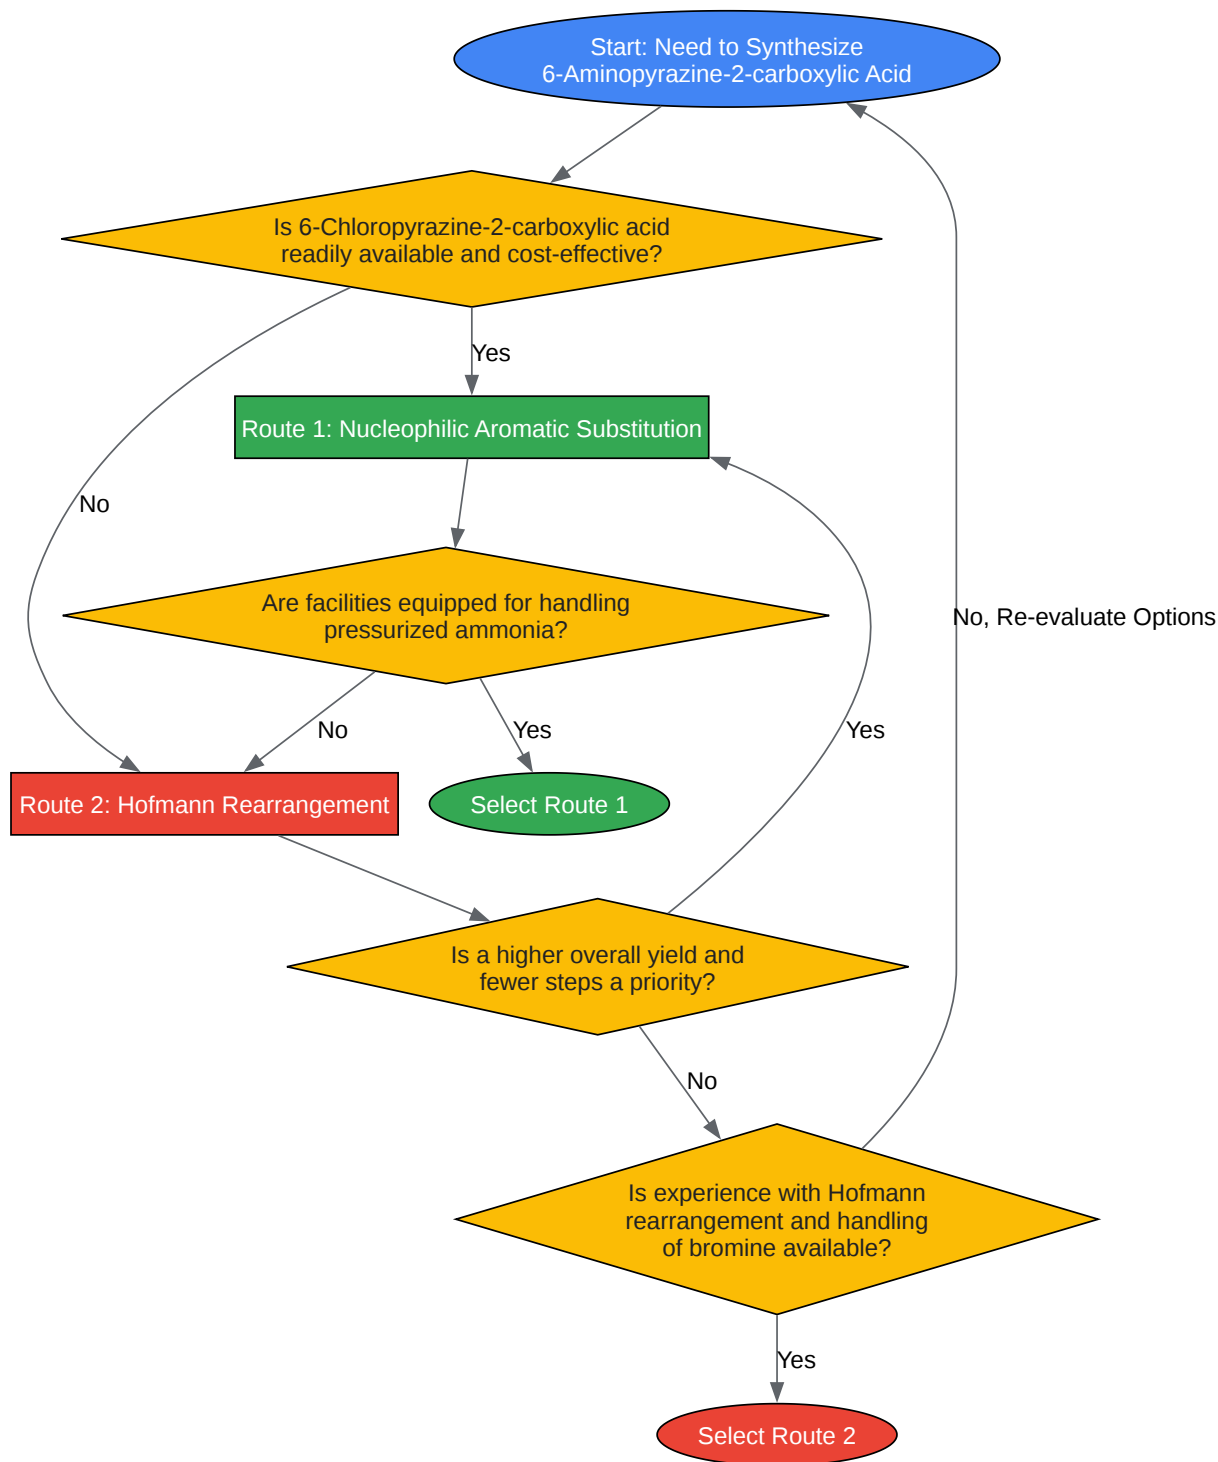 Start: Need to Synthesize
6-Aminopyrazine-2-carboxylic Acid
Is 6-Chloropyrazine-2-carboxylic acid
readily available and cost-effective?
Yes
Route 1: Nucleophilic Aromatic Substitution
No
Are facilities equipped for handling
pressurized ammonia?
No, Re-evaluate Options
No
Yes
Yes
Route 2: Hofmann Rearrangement
Select Route 1
Is a higher overall yield and
fewer steps a priority?
No
Is experience with Hofmann
rearrangement and handling
of bromine available?
Yes
Select Route 2